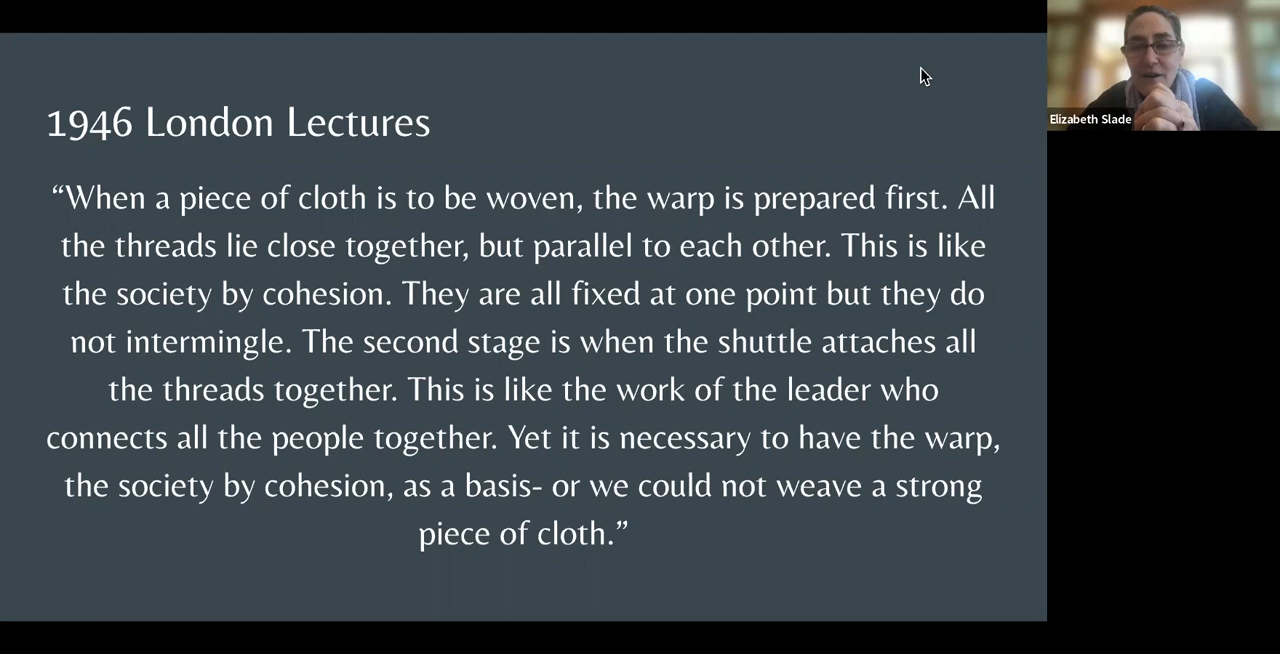 1946 London Lectures
“When a piece of cloth is to be woven, the warp is prepared first. All
the threads lie close together, but parallel to each other. This is like
the society by cohesion. They are all fixed at one point but they do
not intermingle. The second stage is when the shuttle attaches all
the threads together. This is like the work of the leader who
connects all the people together. Yet it is necessary to have the warp,
the society by cohesion, as a basis- or we could not weave a strong
piece of cloth.”
Elizabeth Slade